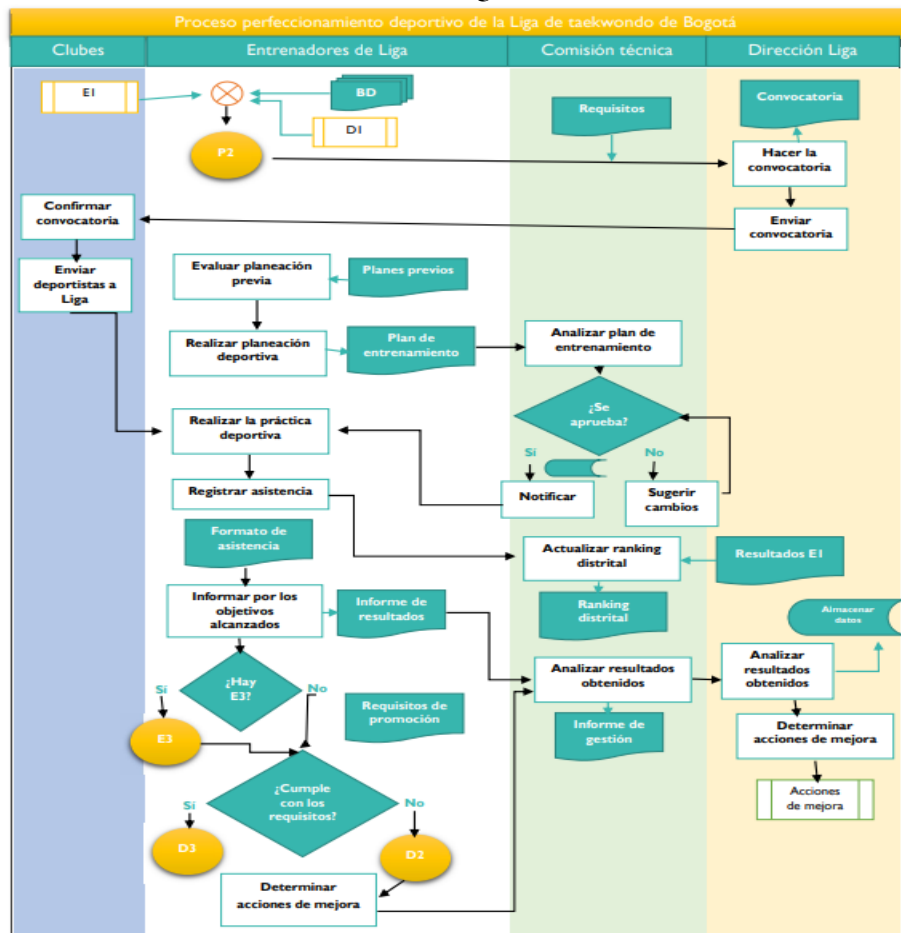 Proceso perfeccionamiento deportivo de la Liga de taekwondo de Bogotá
Clubes
Entrenadores de Liga
Comisión técnica
Dirección Liga
E1
BD
D1
P2
Requisitos
Convocatoria
Hacer la
convocatoria
Enviar
convocatoria
Confirmar
convocatoria
Enviar
deportistas a
Liga
Evaluar planeación
previa
Planes previos
Realizar planeación
deportiva
Plan de
entrenamiento
Analizar plan de
entrenamiento
¿Se
aprueba?
Si
No
Notificar
Sugerir
cambios
Realizar la práctica
deportiva
Registrar asistencia
Formato de
asistencia
Actualizar ranking
distrital
Resultados E1
Ranking
distrital
Informar por los
objetivos
alcanzados
Informe de
resultados
Almacenar
datos
Analizar resultados
obtenidos
Analizar
resultados
obtenidos
Informe de
gestión
Determinar
acciones de mejora
Acciones
de mejora
¿Hay
E3?
Si
No
E3
Requisitos de
promoción
¿Cumple
con los
requisitos?
Si
No
D3
D2
Determinar
acciones de mejora